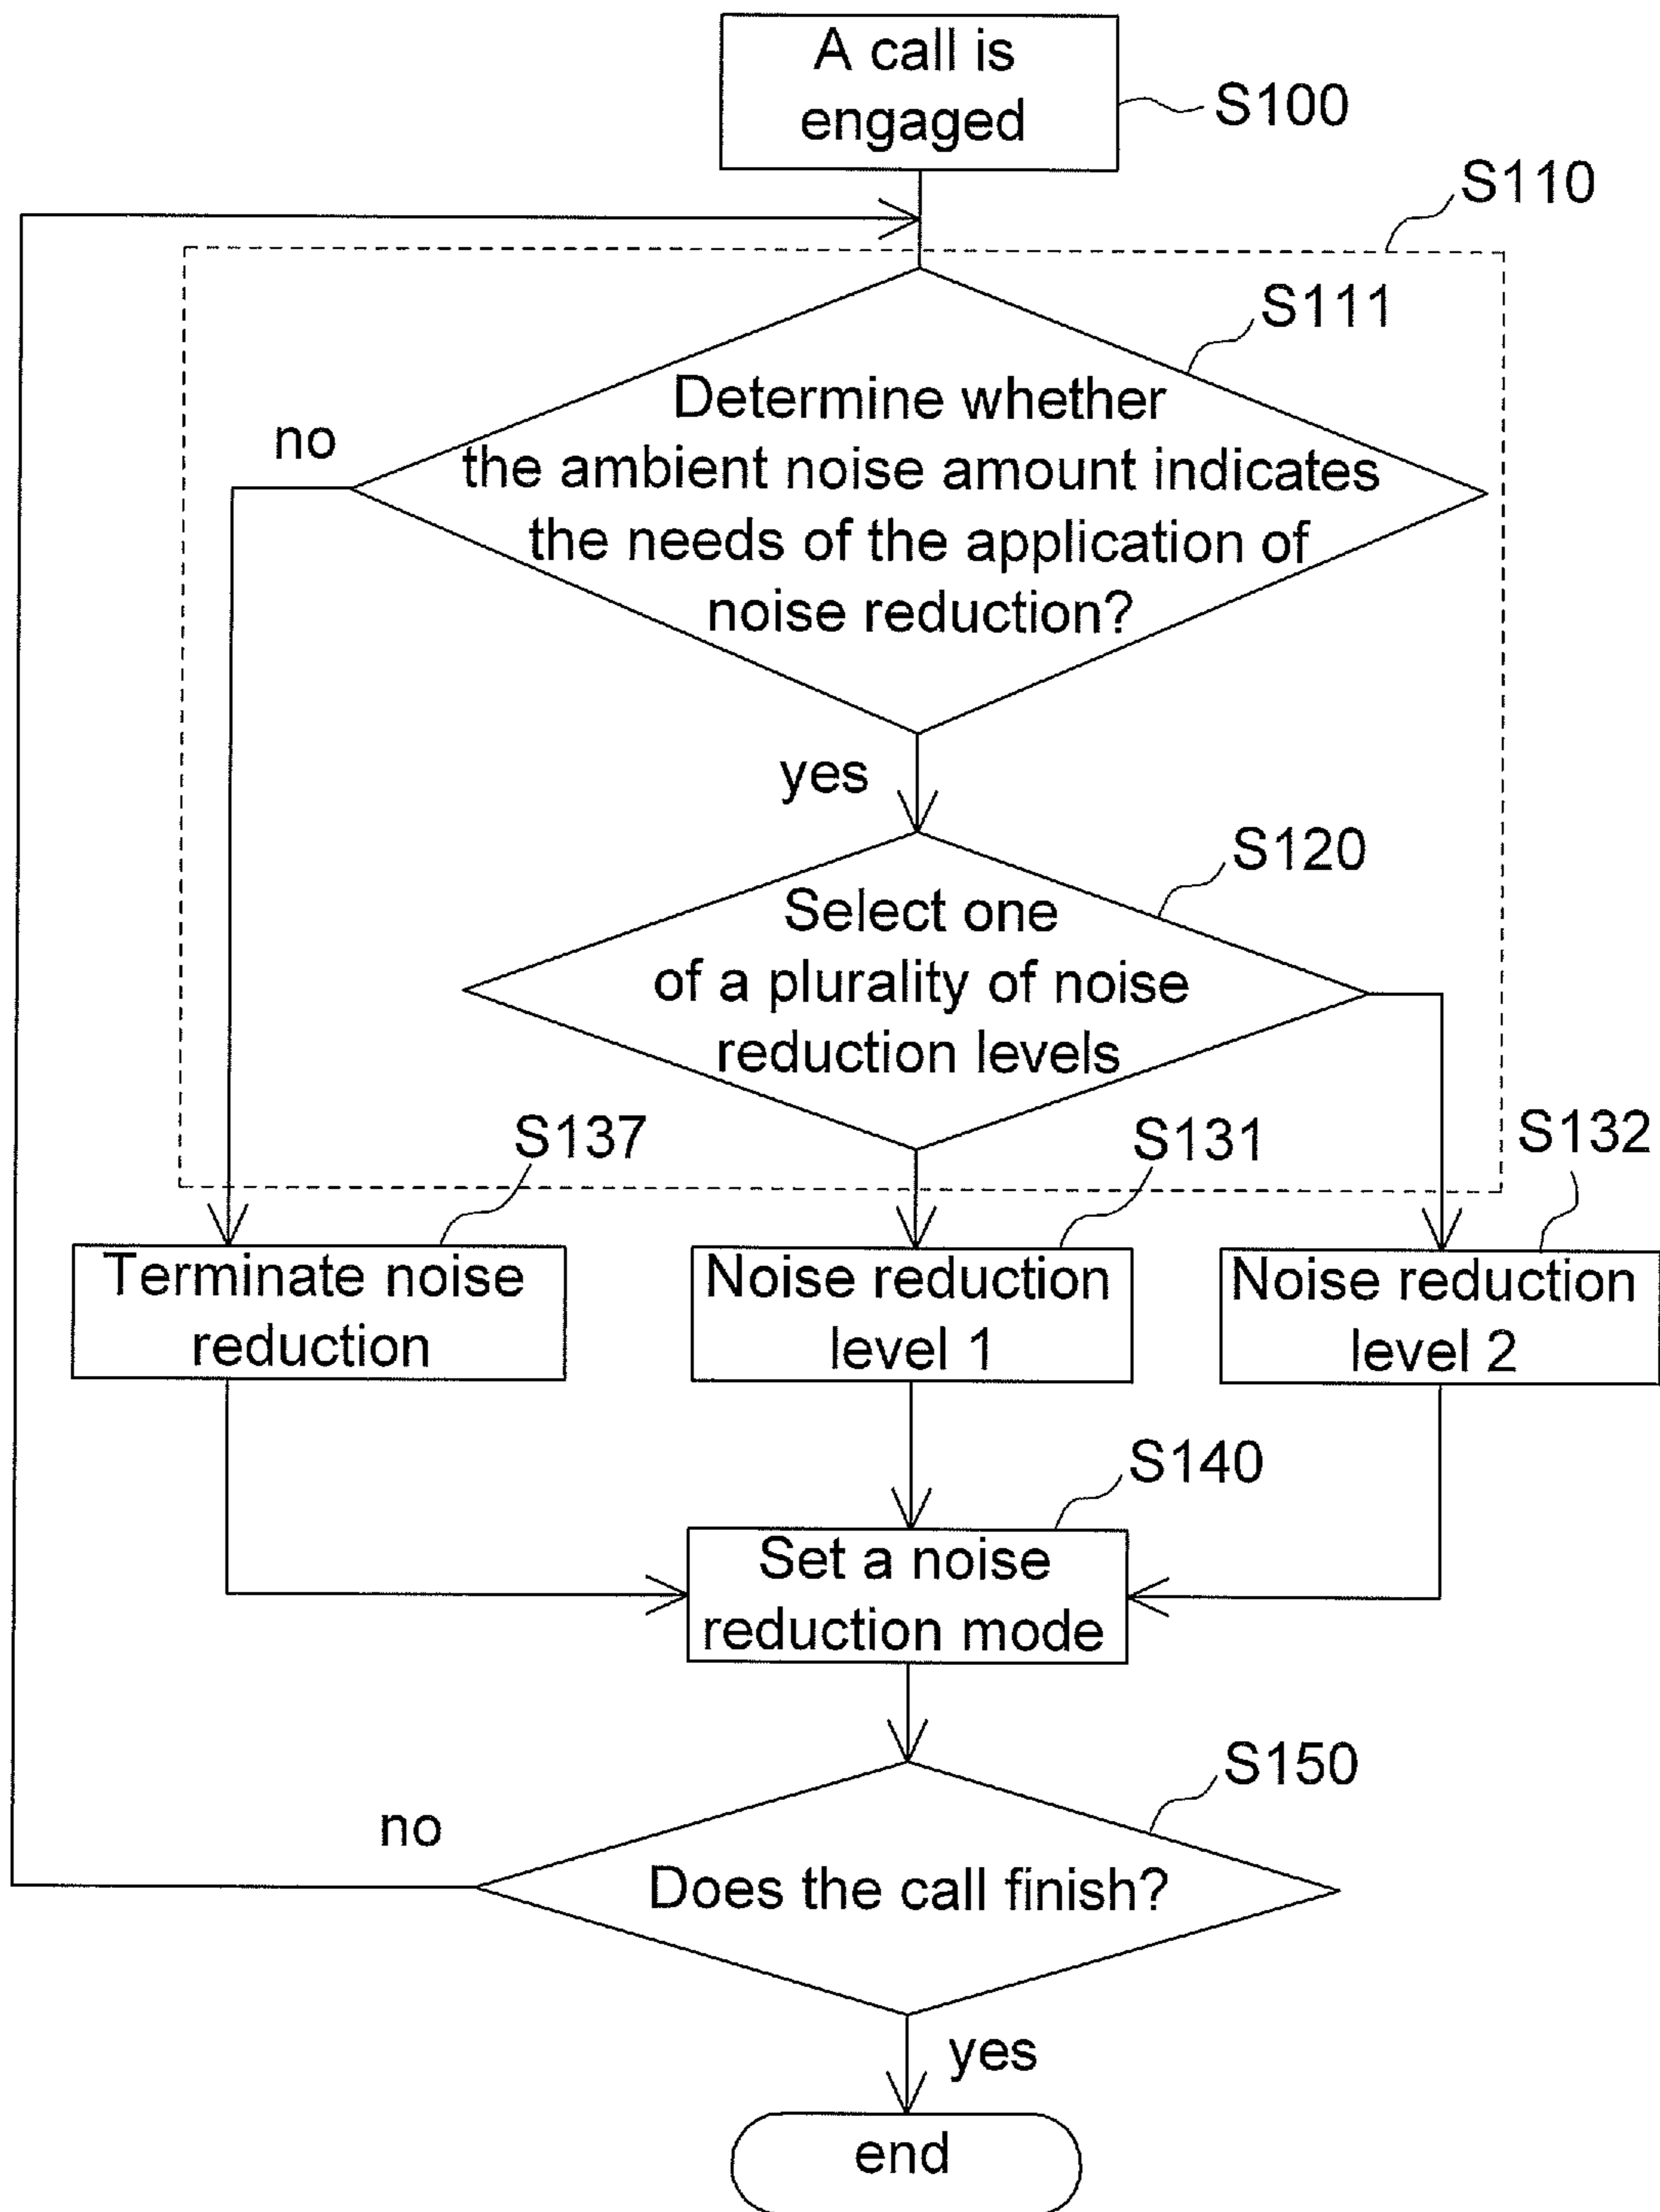 A call is
engaged
S100
S110
S111
Determine whether
the ambient noise amount indicates
the needs of the application of
noise reduction?
no
yes
S120
Select one
of a plurality of noise
reduction levels
S137
S131
S132
Terminate noise
reduction
Noise reduction
level 1
Noise reduction
level 2
S140
Set a noise
reduction mode
S150
no
Does the call finish?
yes
end